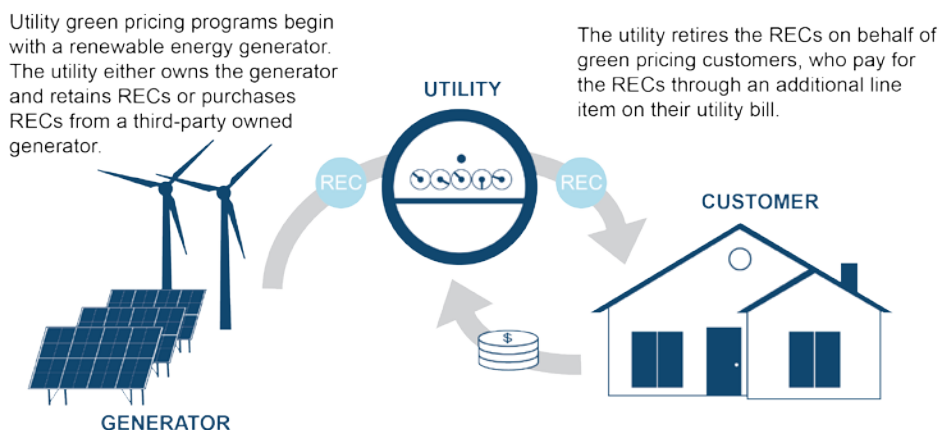 Utility green pricing programs begin
with a renewable energy generator.
The utility either owns the generator
and retains RECs or purchases
RECs from a third-party owned
generator.
UTILITY
The utility retires the RECs on behalf of
green pricing customers, who pay for
the RECs through an additional line
item on their utility bill.
REC
REC
CUSTOMER
$
GENERATOR